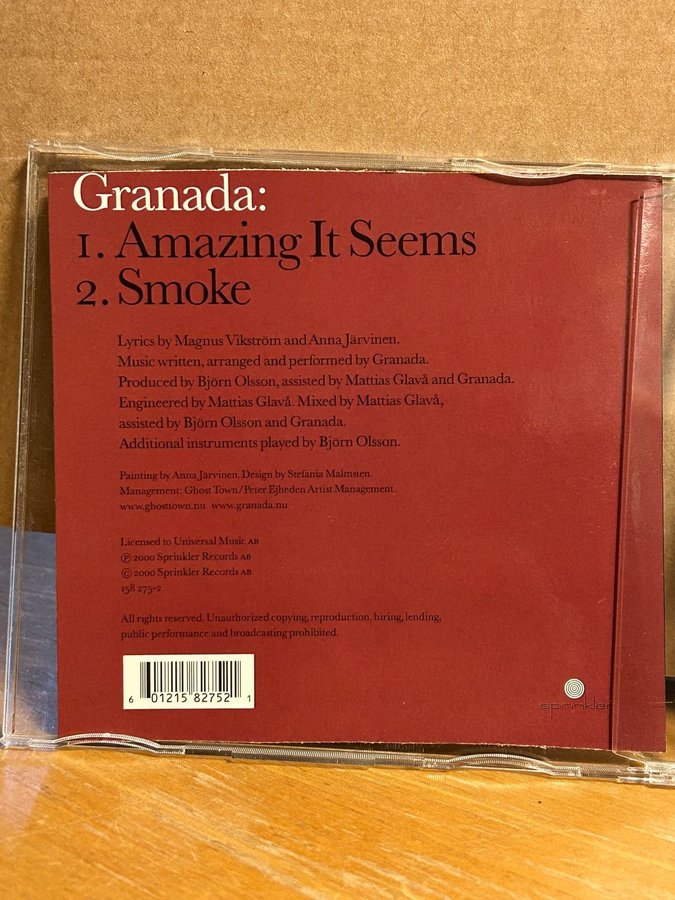 Granada:
1. Amazing It Seems
2. Smoke
Lyrics by Magnus Vikström and Anna Järvinen.
Music written, arranged and performed by Granada.
Produced by Björn Olsson, assisted by Mattias Glavå and Granada.
Engineered by Mattias Glavå. Mixed by Mattias Glavå,
assisted by Björn Olsson and Granada.
Additional instruments played by Björn Olsson.
Painting by Anna Järvinen. Design by Stefania Malmsten.
Management: Ghost Town/Peter Ejheden Artist Management.
www.ghosttown.nu www.granada.nu
Licensed to Universal Music AB
℗ 2000 Sprinkler Records AB
© 2000 Sprinkler Records AB
158 275-2
All rights reserved. Unauthorized copying, reproduction, hiring, lending,
public performance and broadcasting prohibited.
6 01215 82752 1
sprinkler